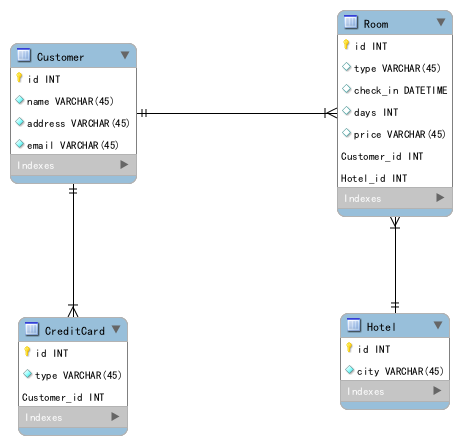 Customer
id INT
name VARCHAR(45)
address VARCHAR(45)
email VARCHAR(45)
Indexes
Room
id INT
type VARCHAR(45)
check_in DATETIME
days INT
price VARCHAR(45)
Customer_id INT
Hotel_id INT
Indexes
CreditCard
id INT
type VARCHAR(45)
Customer_id INT
Indexes
Hotel
id INT
city VARCHAR(45)
Indexes